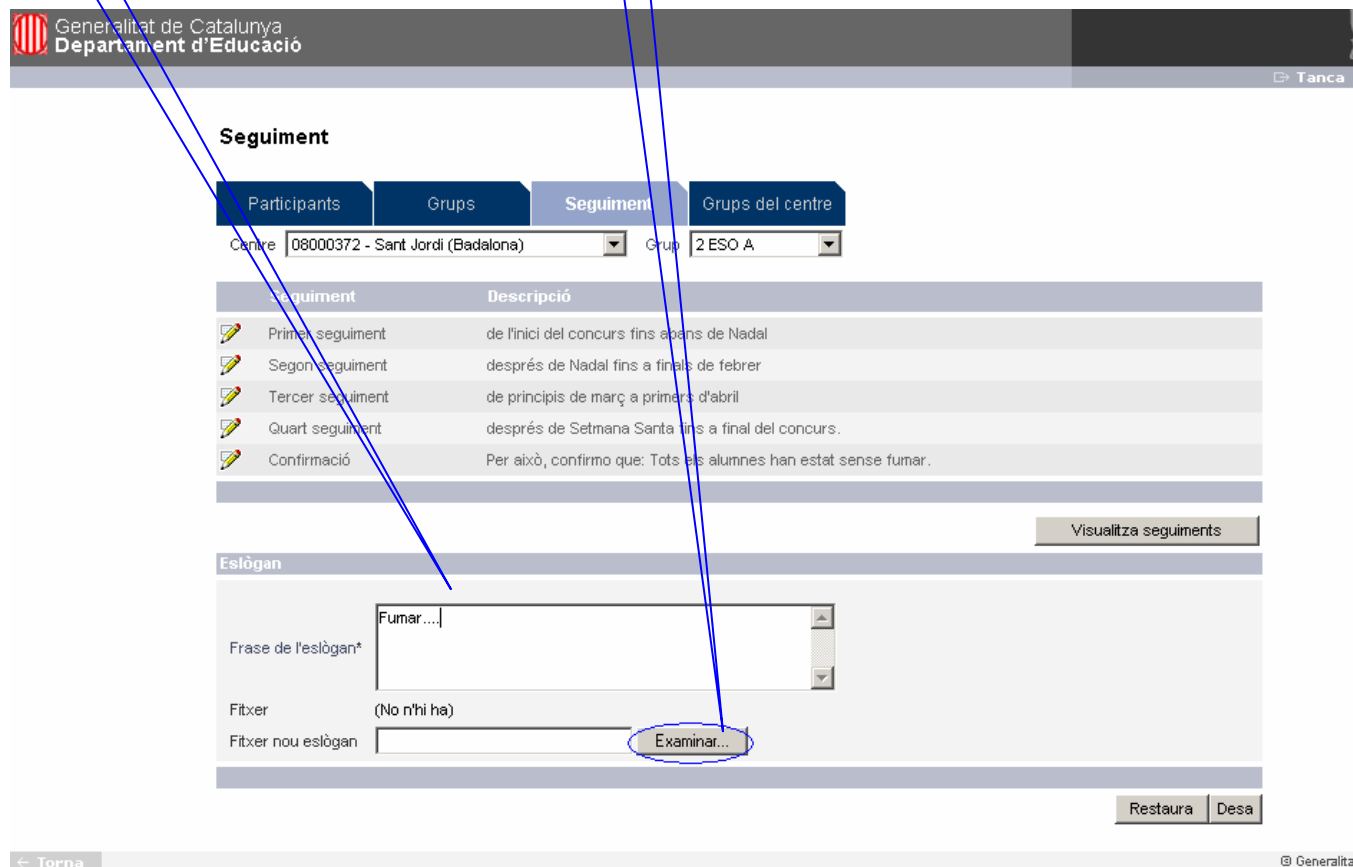 Generalitat de Catalunya
Departament d'Educació
Tanca
Seguiment
Participants Grups Seguiment Grups del centre
Centre 08000372 - Sant Jordi (Badalona) Grup 2 ESO A
Seguiment Descripció
Primer seguiment de l'inici del concurs fins abans de Nadal
Segon seguiment després de Nadal fins a finals de febrer
Tercer seguiment de principis de març a primers d'abril
Quart seguiment després de Setmana Santa fins a final del concurs.
Confirmació Per això, confirmo que: Tots els alumnes han estat sense fumar.
Visualitza seguiments
Eslògan
Fumar....
Frase de l'eslògan*
Fitxer (No n'hi ha)
Fitxer nou eslògan Examinar...
Restaura Desa
← Torna Generalita